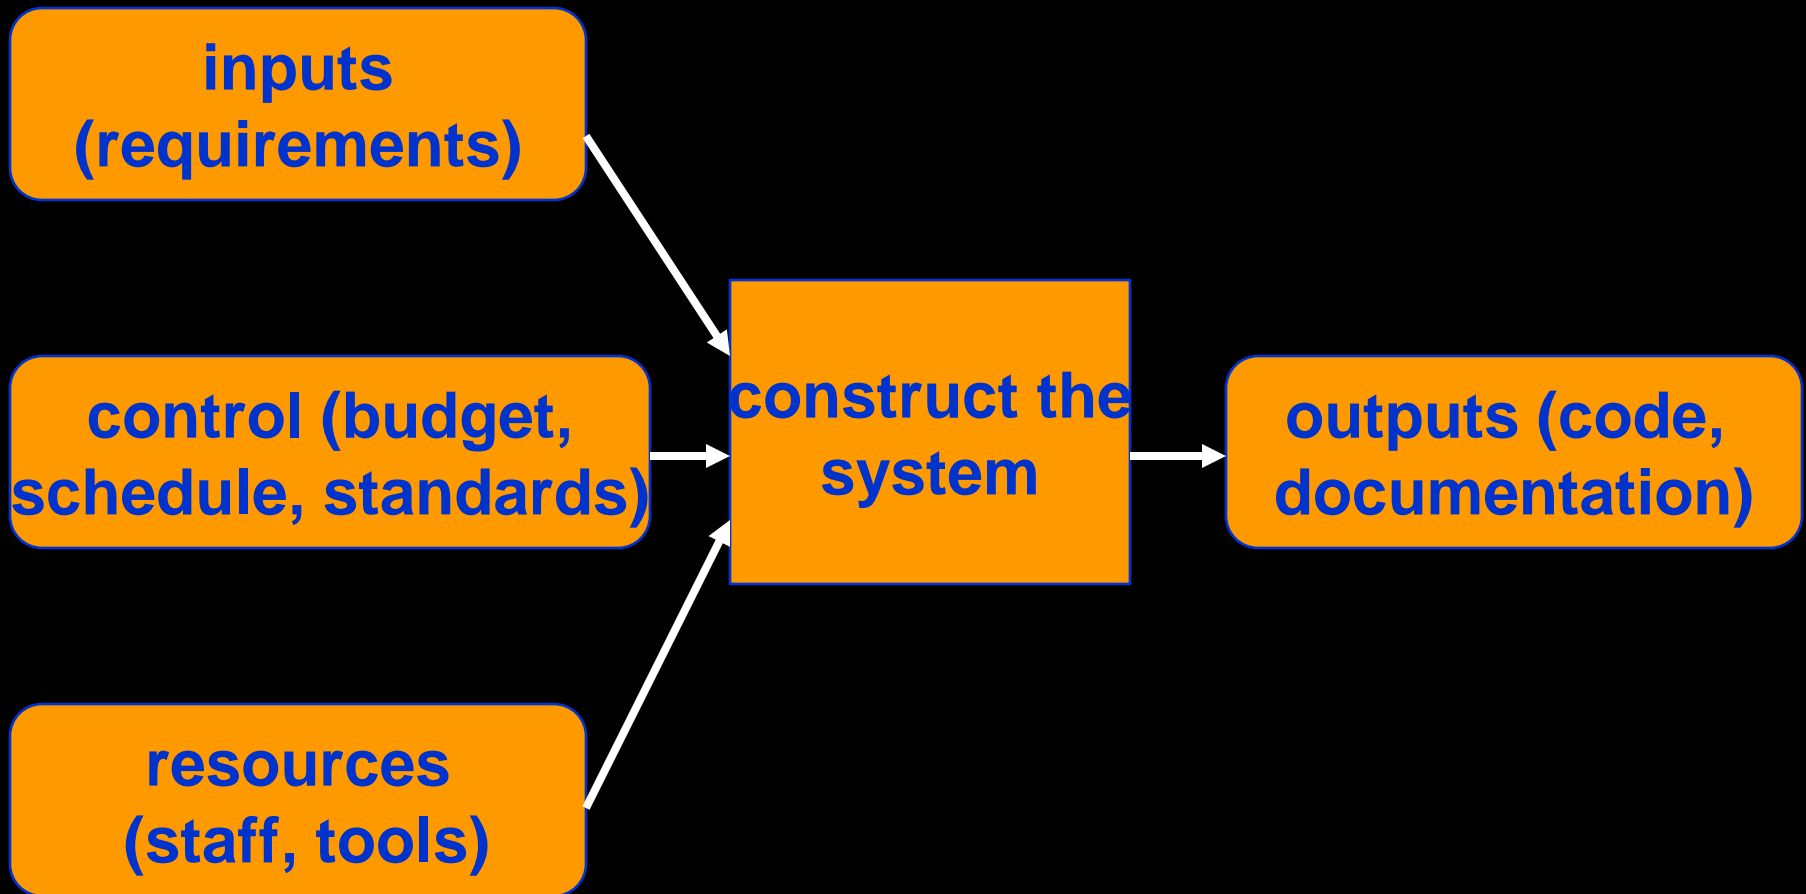 inputs
(requirements)
control (budget,
schedule, standards)
resources
(staff, tools)
construct the
system
outputs (code,
documentation)